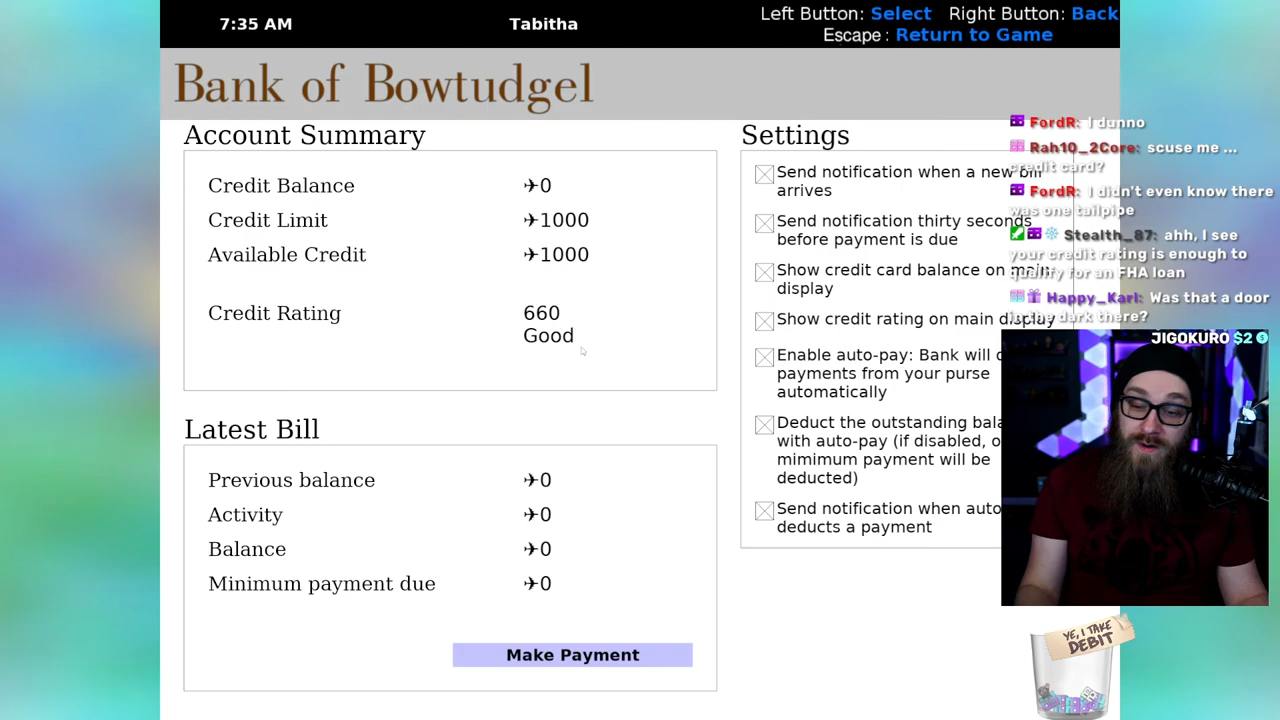 7:35 AM
Tabitha
Left Button: Select Right Button: Back
Escape : Return to Game
Bank of Bowtudgel
Account Summary
Credit Balance ✈0
Credit Limit ✈1000
Available Credit ✈1000
Credit Rating 660
Good
Latest Bill
Previous balance ✈0
Activity ✈0
Balance ✈0
Minimum payment due ✈0
Make Payment
Settings
Send notification when a new bill
arrives
Send notification thirty seconds
before payment is due
Show credit card balance on main
display
Show credit rating on main display
Enable auto-pay: Bank will
payments from your purse
automatically
Deduct the outstanding
with auto-pay (if disabled,
mimimum payment will be
deducted)
Send notification when
deducts a payment
FordR: I dunno
Rah10_2Core: scuse me ...
credit card?
FordR: I didn't even know there
was one tailpipe
Stealth_87: ahh, I see
your credit rating is enough to
qualify for an FHA loan
Happy_Karl: Was that a door
in the dark there?
JIGOKURO $2
YE, I TAKE
DEBIT